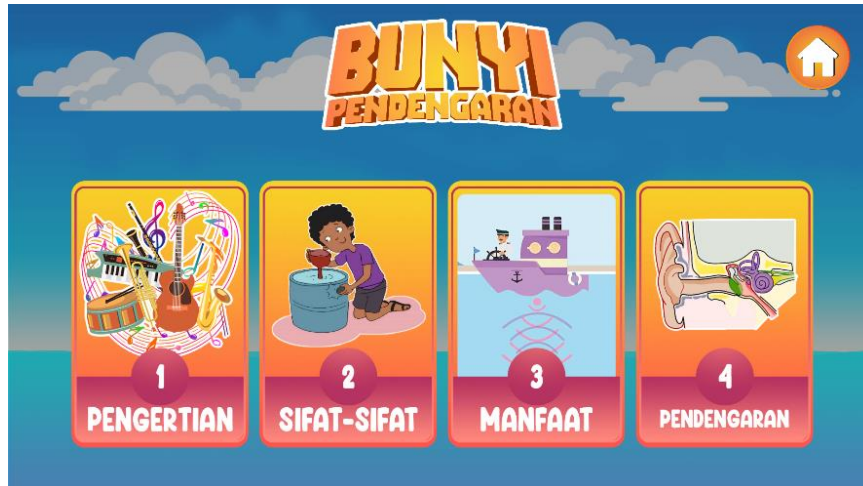 BUNYI
PENDENGARAN
1
PENGERTIAN
2
SIFAT-SIFAT
3
MANFAAT
4
PENDENGARAN